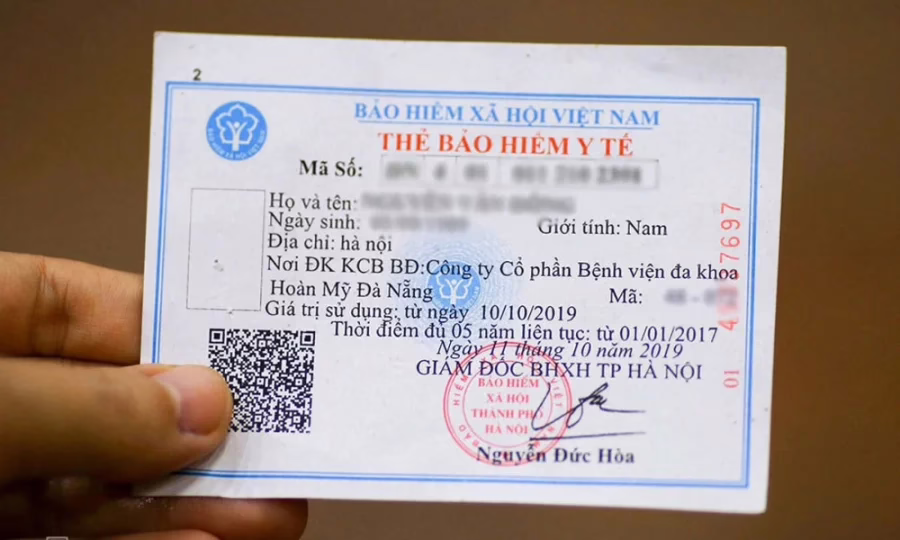 2
BẢO HIỂM XÃ HỘI VIỆT NAM
THẺ BẢO HIỂM Y TẾ
Mã Số:
Họ và tên:
Ngày sinh:
Giới tính: Nam
Địa chỉ: hà nội
Nơi ĐK KCB BĐ:Công ty Cổ phần Bệnh viện đa khoa
Hoàn Mỹ Đà Nẵng
Mã:
Giá trị sử dụng: từ ngày 10/10/2019
Thời điểm đủ 05 năm liên tục: từ 01/01/2017
Ngày 11 tháng 10 năm 2019
GIÁM ĐỐC BHXH TP HÀ NỘI
BẢO HIỂM
XÃ HỘI
THÀNH PHỐ
HÀ NỘI
Nguyễn Đức Hòa
01